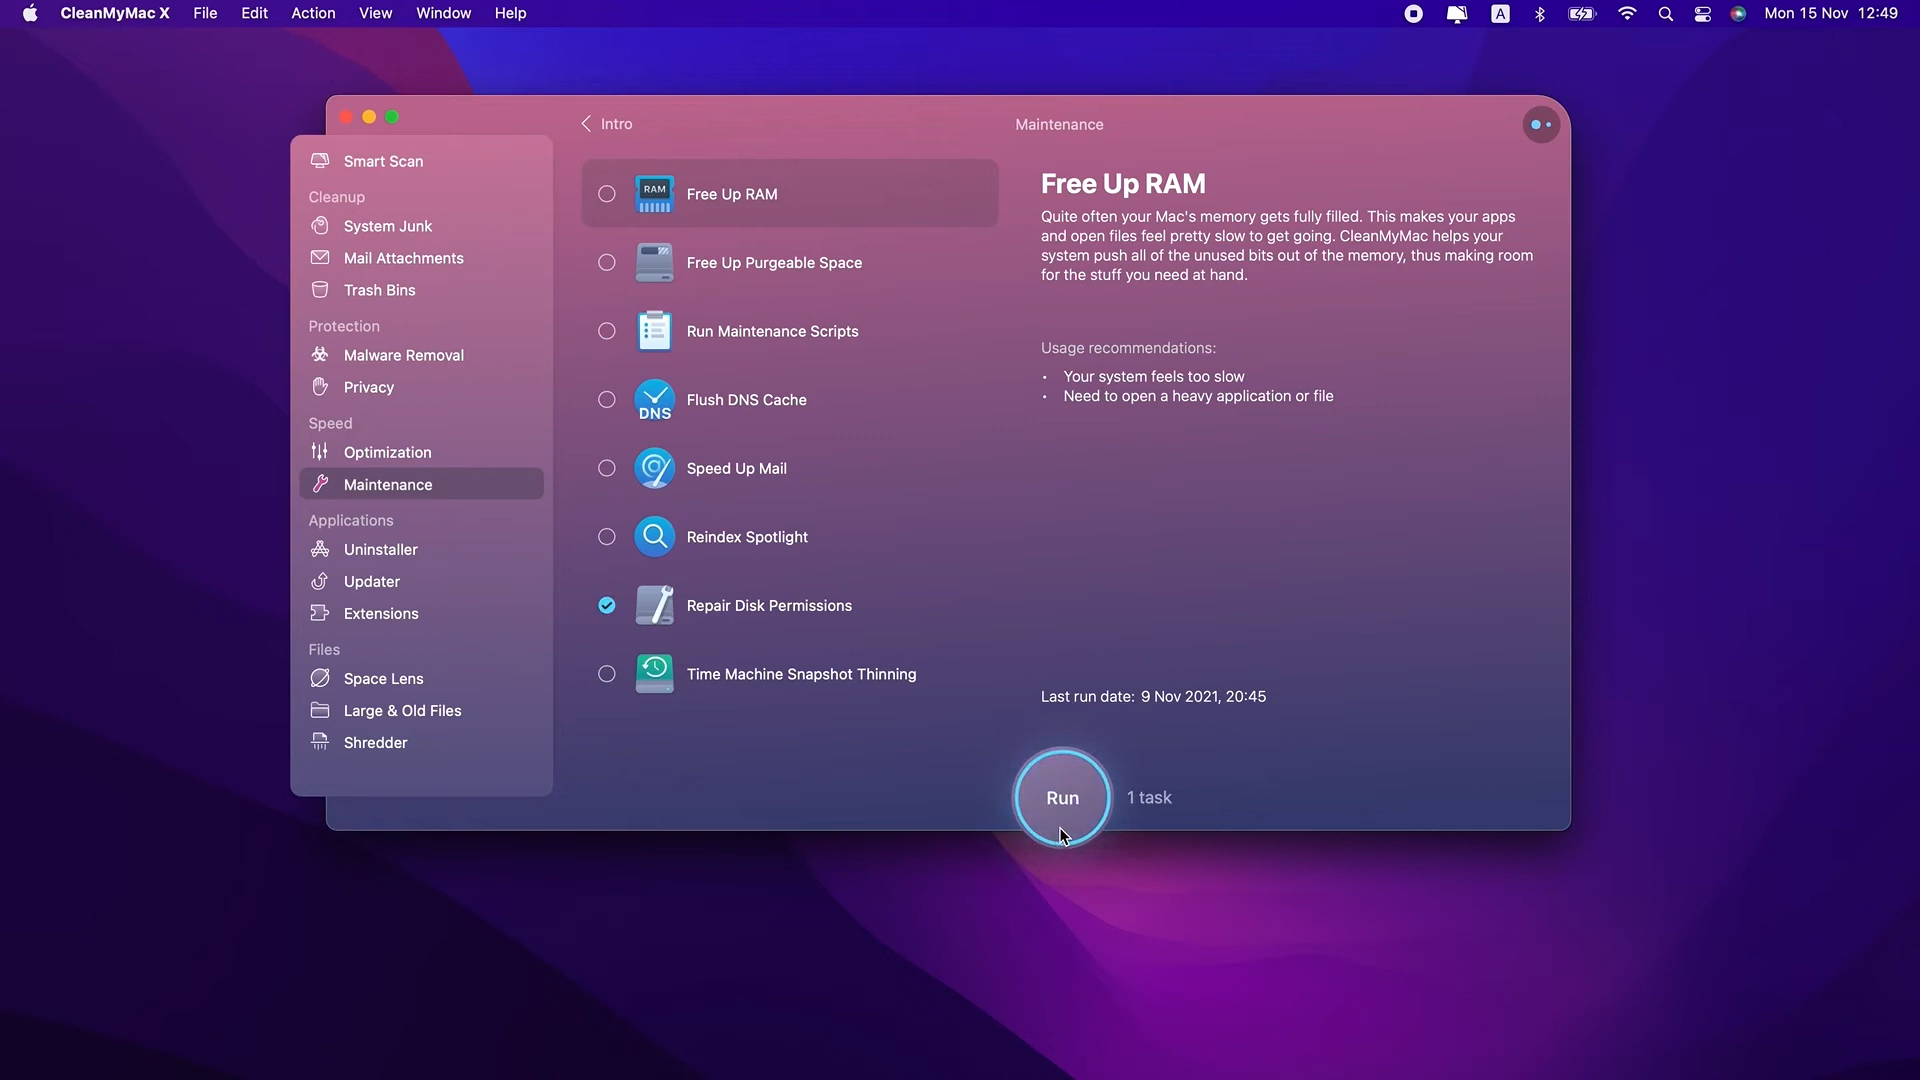 CleanMyMac X File Edit Action View Window Help A Mon 15 Nov 12:49
Intro
Maintenance
Smart Scan
Cleanup
System Junk
Mail Attachments
Trash Bins
Protection
Malware Removal
Privacy
Speed
Optimization
Maintenance
Applications
Uninstaller
Updater
Extensions
Files
Space Lens
Large & Old Files
Shredder
RAM
Free Up RAM
Free Up Purgeable Space
Run Maintenance Scripts
DNS
Flush DNS Cache
Speed Up Mail
Reindex Spotlight
Repair Disk Permissions
Time Machine Snapshot Thinning
Free Up RAM
Quite often your Mac's memory gets fully filled. This makes your apps
and open files feel pretty slow to get going. CleanMyMac helps your
system push all of the unused bits out of the memory, thus making room
for the stuff you need at hand.
Usage recommendations:
• Your system feels too slow
• Need to open a heavy application or file
Last run date: 9 Nov 2021, 20:45
Run
1 task